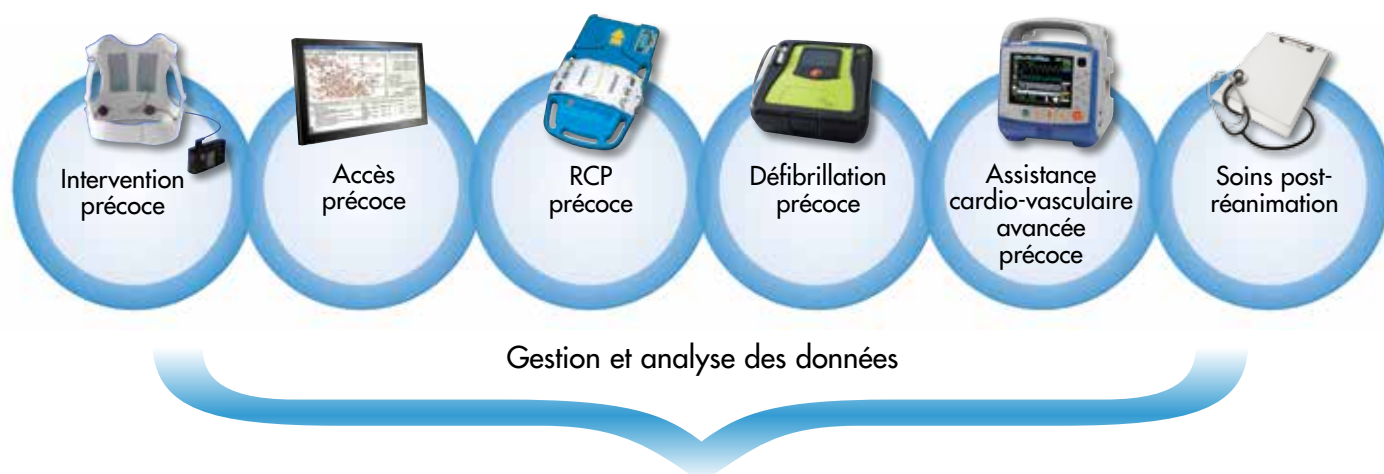 Intervention
précoce
Accès
précoce
RCP
précoce
Défibrillation
précoce
Assistance
cardio-vasculaire
avancée
précoce
Soins post-
réanimation
Gestion et analyse des données